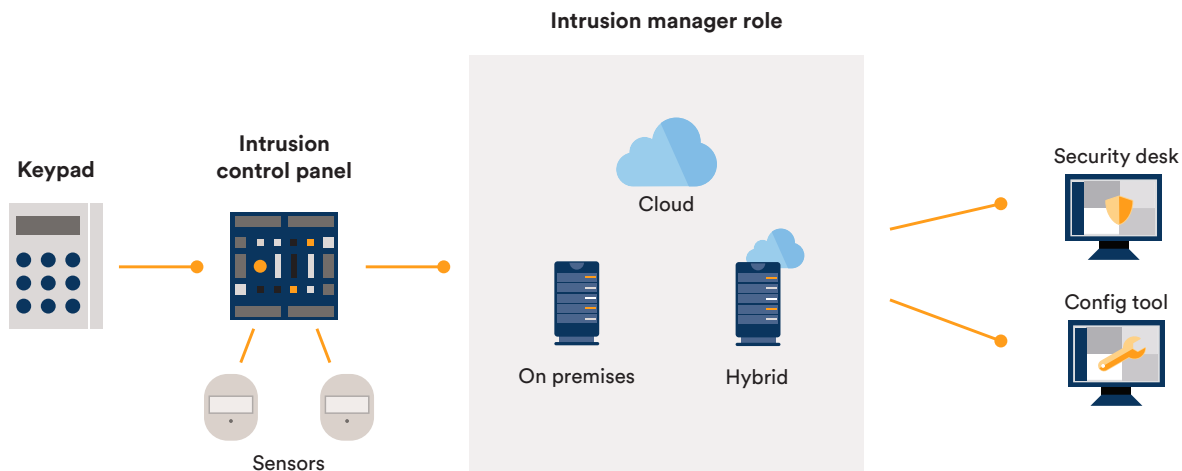 Intrusion manager role
Keypad
Intrusion
control panel
Sensors
Cloud
On premises
Hybrid
Security desk
Config tool